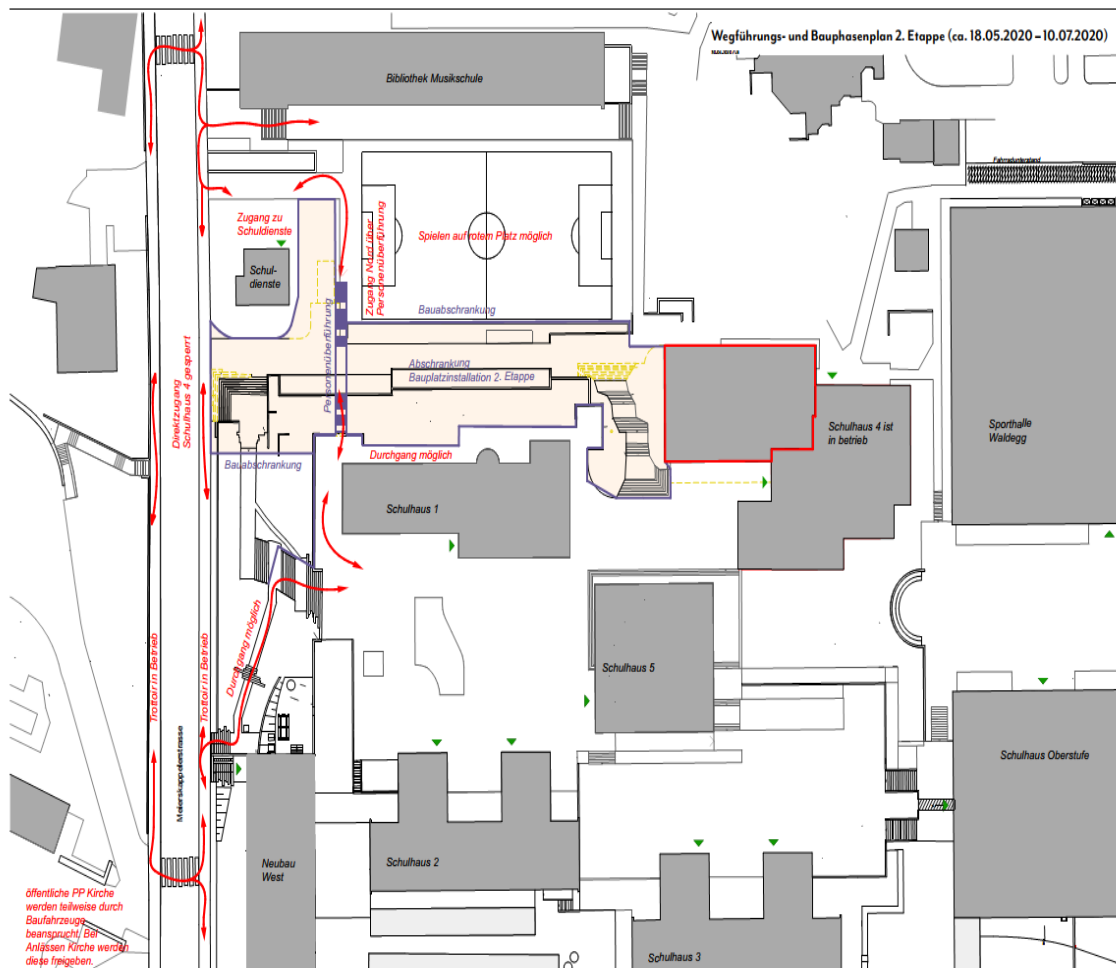 Wegführungs- und Bauphasenplan 2. Etappe (ca. 18.05.2020 – 10.07.2020)
Bibliothek Musikschule
Fahrradunterstand
Zugang zu
Schuldienste
Schul-
dienste
Zugang Nord über
Personenüberführung
Spielen auf rotem Platz möglich
Bauabschrankung
Personenüberführung
Abschrankung
Bauplatzinstallation 2. Etappe
Direktzugang
Schulhaus 4 gesperrt
Schulhaus 4 ist
in betrieb
Sporthalle
Waldegg
Durchgang möglich
Bauabschrankung
Schulhaus 1
Durchgang möglich
Trottoir in Betrieb
Trottoir in Betrieb
Meierskappelerstrasse
Schulhaus 5
Schulhaus Oberstufe
Schulhaus 2
Neubau
West
Schulhaus 3
öffentliche PP Kirche
werden teilweise durch
Baufahrzeuge
beansprucht. Bei
Anlässen Kirche werden
diese freigeben.